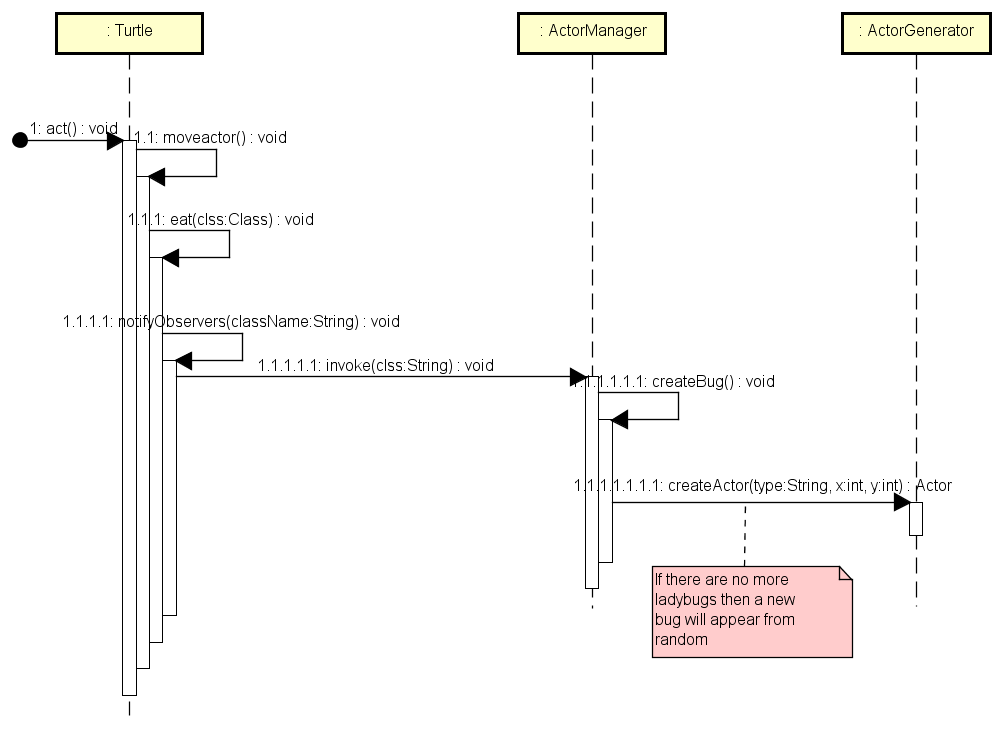 : Turtle
: ActorManager
: ActorGenerator
1: act() : void
1.1: moveactor() : void
1.1.1: eat(clss:Class) : void
1.1.1.1: notifyObservers(className:String) : void
1.1.1.1.1: invoke(clss:String) : void
1.1.1.1.1.1: createBug() : void
1.1.1.1.1.1.1: createActor(type:String, x:int, y:int) : Actor
If there are no more
ladybugs then a new
bug will appear from
random